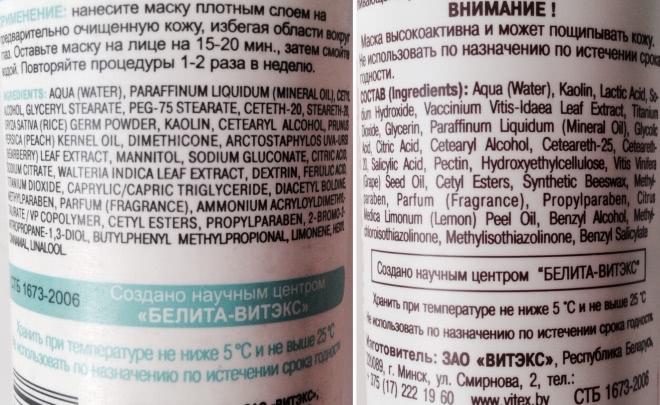 ПРИМЕНЕНИЕ: нанесите маску плотным слоем на
предварительно очищенную кожу, избегая области вокруг
глаз. Оставьте маску на лице на 15-20 мин., затем смойте
водой. Повторяйте процедуры 1-2 раза в неделю.
INGREDIENTS: AQUA (WATER), PARAFFINUM LIQUIDUM (MINERAL OIL), CETYL
ALCOHOL, GLYCERYL STEARATE, PEG-75 STEARATE, CETETH-20, STEARETH-20,
ORYZA SATIVA (RICE) GERM POWDER, KAOLIN, CETEARYL ALCOHOL, PRUNUS
PERSICA (PEACH) KERNEL OIL, DIMETHICONE, ARCTOSTAPHYLOS UVA-URSI
(BEARBERRY) LEAF EXTRACT, MANNITOL, SODIUM GLUCONATE, CITRIC ACID,
SODIUM CITRATE, WALTERIA INDICA LEAF EXTRACT, DEXTRIN, FERULIC ACID,
TITANIUM DIOXIDE, CAPRYLIC/CAPRIC TRIGLYCERIDE, DIACETYL BOLDINE,
METHYLPARABEN, PARFUM (FRAGRANCE), AMMONIUM ACRYLOYLDIMETHYL-
TAURATE / VP COPOLYMER, CETYL ESTERS, PROPYLPARABEN, 2-BROMO-2-
NITROPROPANE-1,3-DIOL, BUTYLPHENYL METHYLPROPIONAL, LIMONENE, HEXYL
CINNAMAL, LINALOOL
СТБ 1673-2006
Создано научным центром
«БЕЛИТА-ВИТЭКС»
Хранить при температуре не ниже 5 °С и не выше 25 °С
Не использовать по назначению по истечении срока годности
ВИТЭКС»,
ВНИМАНИЕ !
Маска высокоактивна и может пощипывать кожу.
Не использовать по назначению по истечении срока
годности.
СОСТАВ (Ingredients): Aqua (Water), Kaolin, Lactic Acid, So-
dium Hydroxide, Vaccinium Vitis-Idaea Leaf Extract, Titanium
Dioxide, Glycerin, Paraffinum Liquidum (Mineral Oil), Glycolic
Acid, Citric Acid, Cetearyl Alcohol, Ceteareth-25, Ceteareth-
20, Salicylic Acid, Pectin, Hydroxyethylcellulose, Vitis Vinifera
(Grape) Seed Oil, Cetyl Esters, Synthetic Beeswax, Methyl-
paraben, Parfum (Fragrance), Propylparaben, Citrus
Medica Limonum (Lemon) Peel Oil, Benzyl Alcohol, Methyl-
chloroisothiazolinone, Methylisothiazolinone, Benzyl Salicylate
Создано научным центром "БЕЛИТА-ВИТЭКС"
Хранить при температуре не ниже 5 °С и не выше 25 °С
Не использовать по назначению по истечении срока годности
Изготовитель: ЗАО «ВИТЭКС», Республика Беларусь
220089, г. Минск, ул. Смирнова, 2, тел.:
+375 (17) 222 19 60 www.vitex.by СТБ 1673-2006